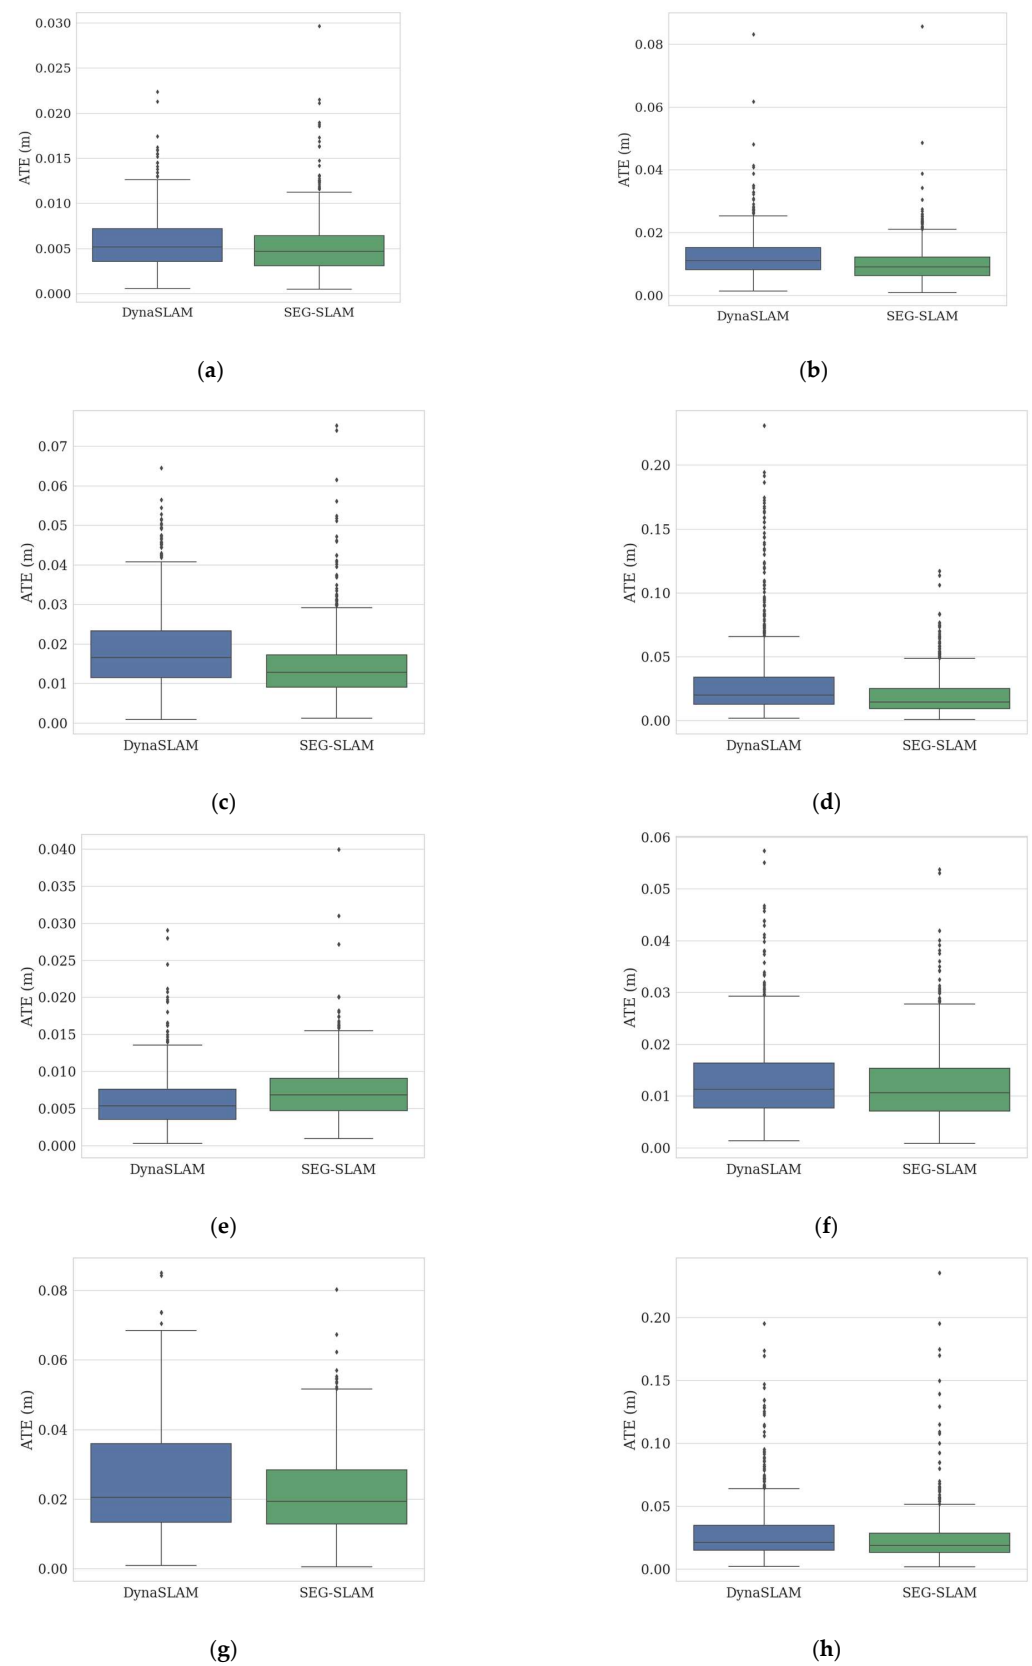 0.030
0.025
0.020
0.015
0.010
0.005
0.000
ATE (m)
DynaSLAM SEG-SLAM
(a)
0.08
0.06
0.04
0.02
0.00
ATE (m)
DynaSLAM SEG-SLAM
(b)
0.07
0.06
0.05
0.04
0.03
0.02
0.01
0.00
ATE (m)
DynaSLAM SEG-SLAM
(c)
0.20
0.15
0.10
0.05
0.00
ATE (m)
DynaSLAM SEG-SLAM
(d)
0.040
0.035
0.030
0.025
0.020
0.015
0.010
0.005
0.000
ATE (m)
DynaSLAM SEG-SLAM
(e)
0.06
0.05
0.04
0.03
0.02
0.01
0.00
ATE (m)
DynaSLAM SEG-SLAM
(f)
0.08
0.06
0.04
0.02
0.00
ATE (m)
DynaSLAM SEG-SLAM
(g)
0.20
0.15
0.10
0.05
0.00
ATE (m)
DynaSLAM SEG-SLAM
(h)